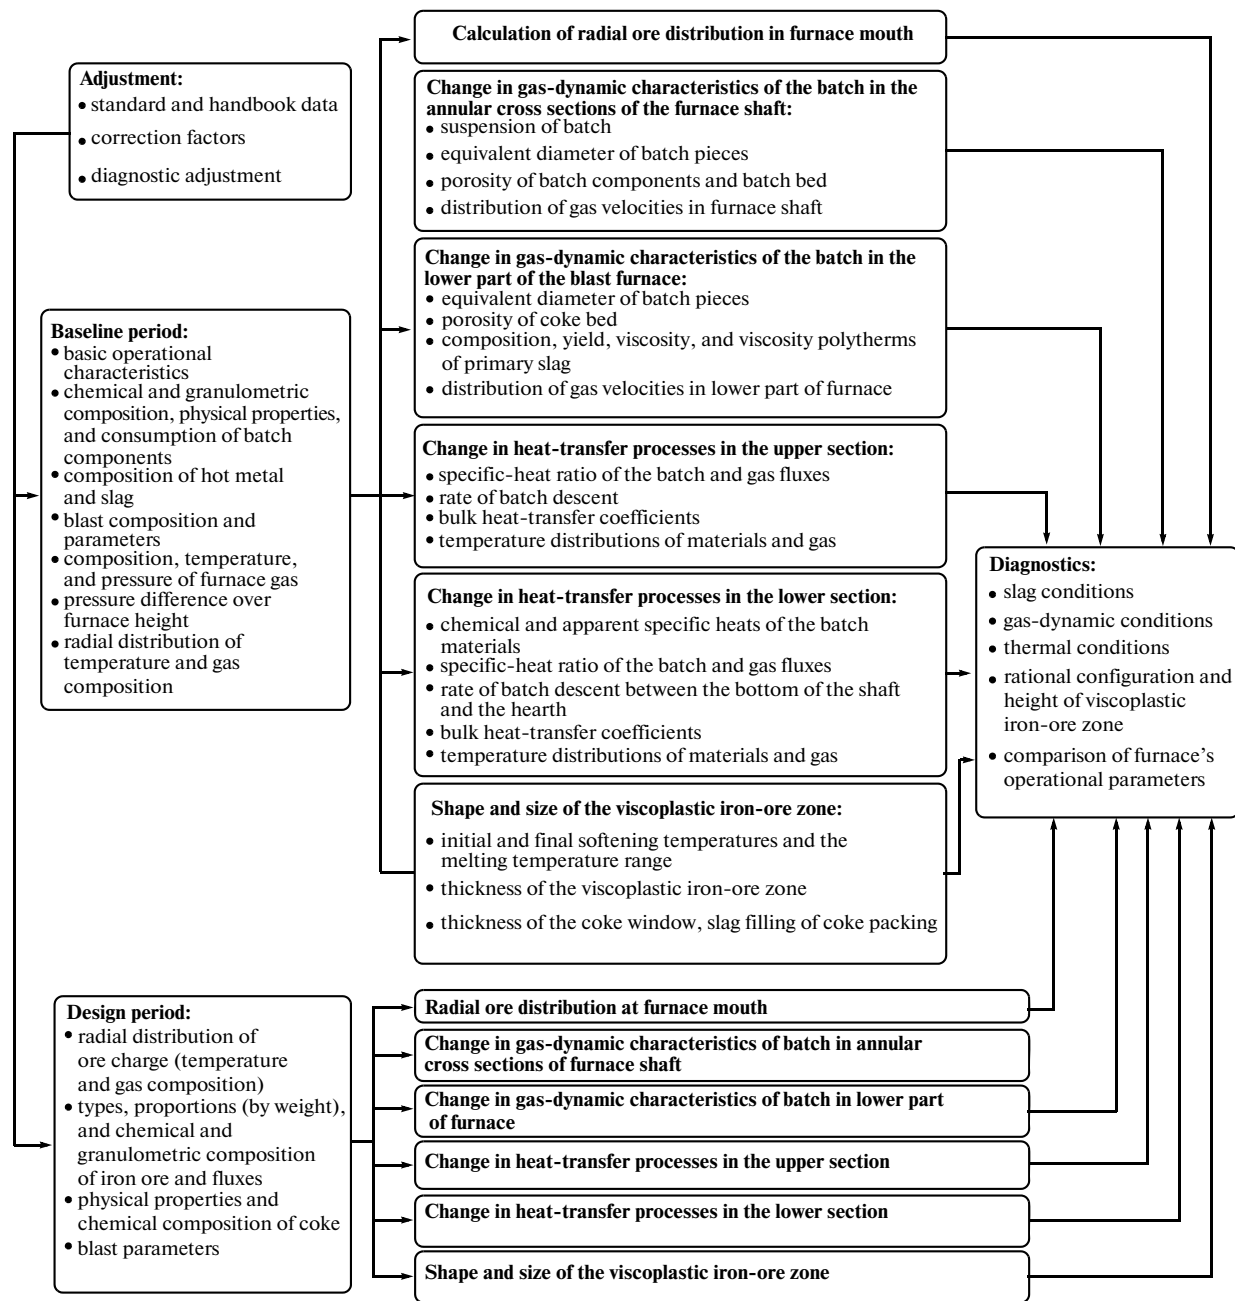 Calculation of radial ore distribution in furnace mouth
Adjustment:
• standard and handbook data
• correction factors
• diagnostic adjustment
Change in gas-dynamic characteristics of the batch in the
annular cross sections of the furnace shaft:
• suspension of batch
• equivalent diameter of batch pieces
• porosity of batch components and batch bed
• distribution of gas velocities in furnace shaft
Change in gas-dynamic characteristics of the batch in the
lower part of the blast furnace:
• equivalent diameter of batch pieces
• porosity of coke bed
• composition, yield, viscosity, and viscosity polytherms
of primary slag
• distribution of gas velocities in lower part of furnace
Baseline period:
• basic operational
characteristics
• chemical and granulometric
composition, physical properties,
and consumption of batch
components
• composition of hot metal
and slag
• blast composition and
parameters
• composition, temperature,
and pressure of furnace gas
• pressure difference over
furnace height
• radial distribution of
temperature and gas
composition
Change in heat-transfer processes in the upper section:
• specific-heat ratio of the batch and gas fluxes
• rate of batch descent
• bulk heat-transfer coefficients
• temperature distributions of materials and gas
Change in heat-transfer processes in the lower section:
• chemical and apparent specific heats of the batch
materials
• specific-heat ratio of the batch and gas fluxes
• rate of batch descent between the bottom of the shaft
and the hearth
• bulk heat-transfer coefficients
• temperature distributions of materials and gas
Diagnostics:
• slag conditions
• gas-dynamic conditions
• thermal conditions
• rational configuration and
height of viscoplastic
iron-ore zone
• comparison of furnace's
operational parameters
Shape and size of the viscoplastic iron-ore zone:
• initial and final softening temperatures and the
melting temperature range
• thickness of the viscoplastic iron-ore zone
• thickness of the coke window, slag filling of coke packing
Design period:
• radial distribution of
ore charge (temperature
and gas composition)
• types, proportions (by weight),
and chemical and
granulometric composition
of iron ore and fluxes
• physical properties and
chemical composition of coke
• blast parameters
Radial ore distribution at furnace mouth
Change in gas-dynamic characteristics of batch in annular
cross sections of furnace shaft
Change in gas-dynamic characteristics of batch in lower part
of furnace
Change in heat-transfer processes in the upper section
Change in heat-transfer processes in the lower section
Shape and size of the viscoplastic iron-ore zone